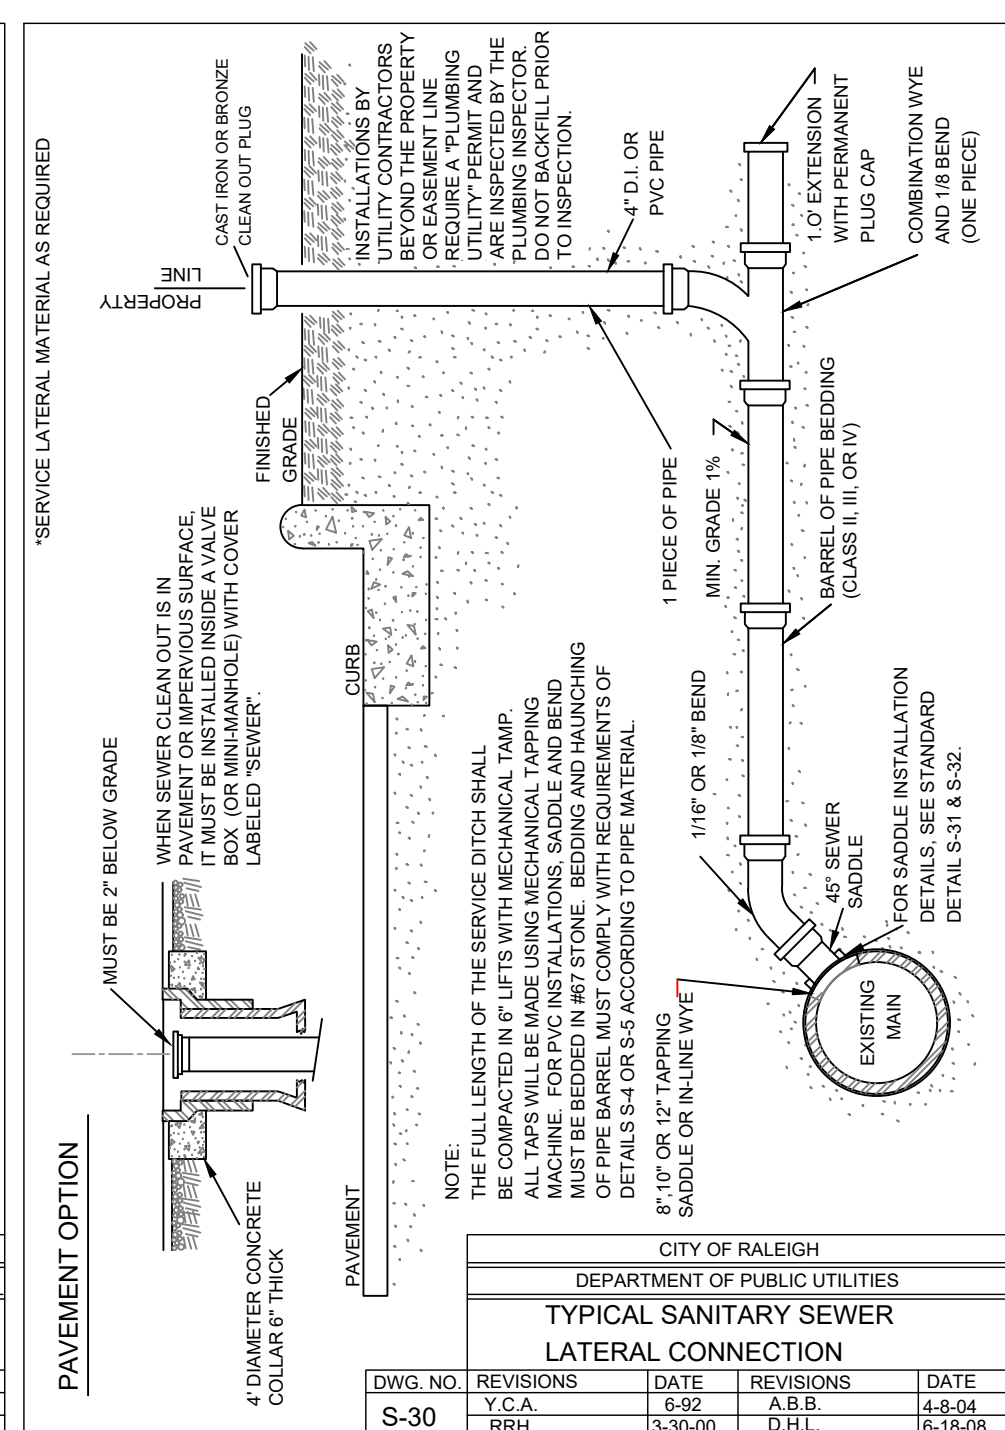 *SERVICE LATERAL MATERIAL AS REQUIRED
PAVEMENT OPTION
MUST BE 2" BELOW GRADE
WHEN SEWER CLEAN OUT IS IN
PAVEMENT OR IMPERVIOUS SURFACE,
IT MUST BE INSTALLED INSIDE A VALVE
BOX (OR MINI-MANHOLE) WITH COVER
LABELED "SEWER".
4' DIAMETER CONCRETE
COLLAR 6" THICK
CAST IRON OR BRONZE
CLEAN OUT PLUG
PROPERTY
LINE
FINISHED
GRADE
INSTALLATIONS BY
UTILITY CONTRACTORS
BEYOND THE PROPERTY
OR EASEMENT LINE
REQUIRE A "PLUMBING
UTILITY" PERMIT AND
ARE INSPECTED BY THE
PLUMBING INSPECTOR.
DO NOT BACKFILL PRIOR
TO INSPECTION.
PAVEMENT
CURB
4" D.I. OR
PVC PIPE
1 PIECE OF PIPE
MIN. GRADE 1%
1.O' EXTENSION
WITH PERMANENT
PLUG CAP
COMBINATION WYE
AND 1/8 BEND
(ONE PIECE)
BARREL OF PIPE BEDDING
(CLASS II, III, OR IV)
NOTE:
THE FULL LENGTH OF THE SERVICE DITCH SHALL
BE COMPACTED IN 6" LIFTS WITH MECHANICAL TAMP.
ALL TAPS WILL BE MADE USING MECHANICAL TAPPING
MACHINE. FOR PVC INSTALLATIONS, SADDLE AND BEND
MUST BE BEDDED IN #67 STONE. BEDDING AND HAUNCHING
OF PIPE BARREL MUST COMPLY WITH REQUIREMENTS OF
DETAILS S-4 OR S-5 ACCORDING TO PIPE MATERIAL.
8",10" OR 12" TAPPING
SADDLE OR IN-LINE WYE
1/16" OR 1/8" BEND
45° SEWER
SADDLE
EXISTING
MAIN
FOR SADDLE INSTALLATION
DETAILS, SEE STANDARD
DETAIL S-31 & S-32.
CITY OF RALEIGH
DEPARTMENT OF PUBLIC UTILITIES
TYPICAL SANITARY SEWER
LATERAL CONNECTION
DWG. NO. REVISIONS DATE REVISIONS DATE
S-30 Y.C.A. 6-92 A.B.B. 4-8-04
RRH 3-30-00 D.H.L. 6-18-08